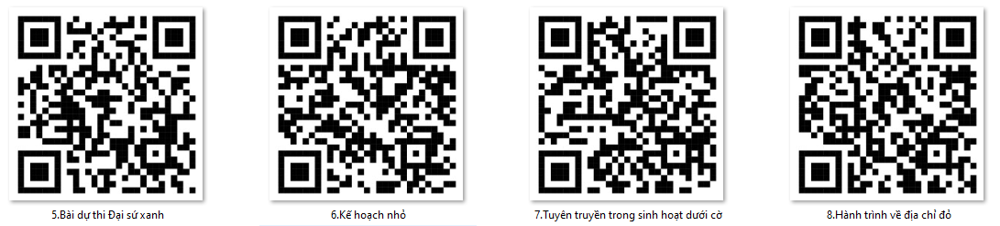 5.Bài dự thi Đại sứ xanh
6.Kế hoạch nhỏ
7.Tuyên truyền trong sinh hoạt dưới cờ
8.Hành trình về địa chỉ đỏ